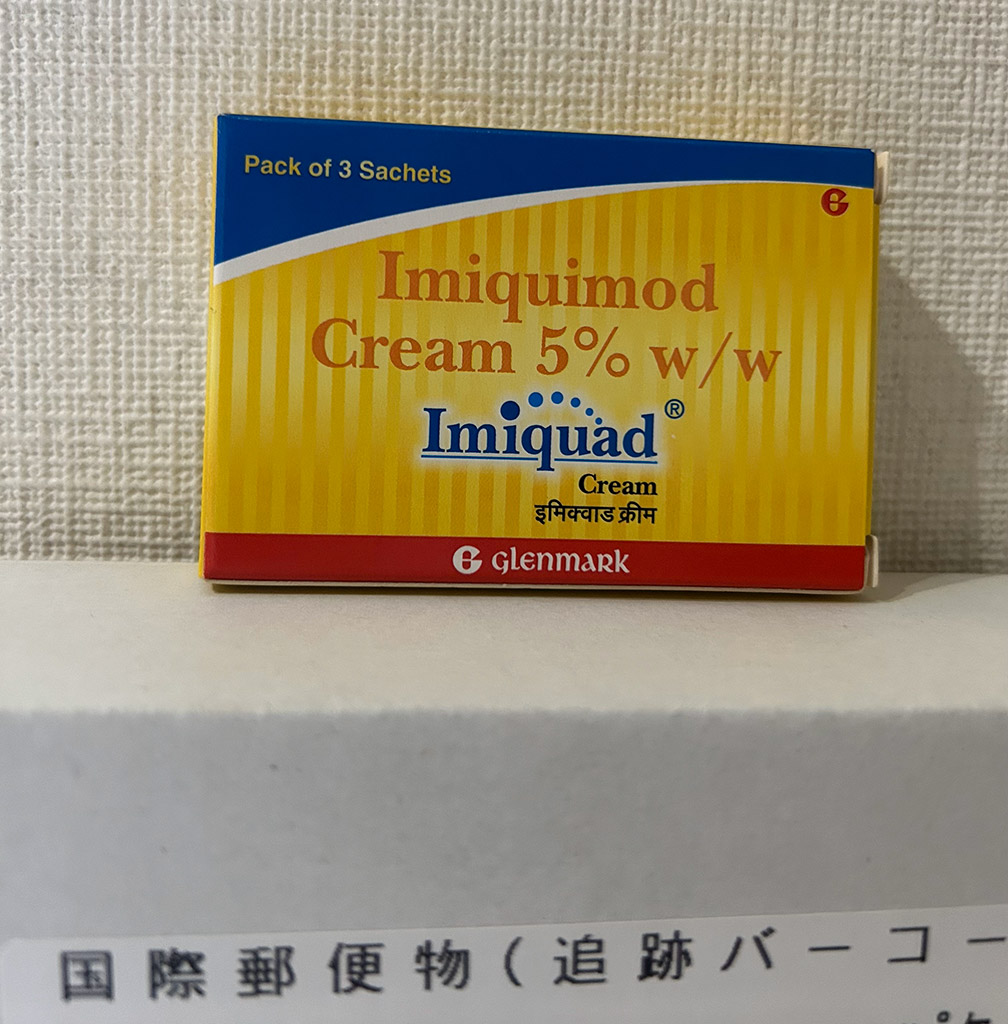 Pack of 3 Sachets
Imiquimod
Cream 5% w/w
Imiquad®
Cream
इमिक्वाड क्रीम
glenmark
国際郵便物(追跡バーコー